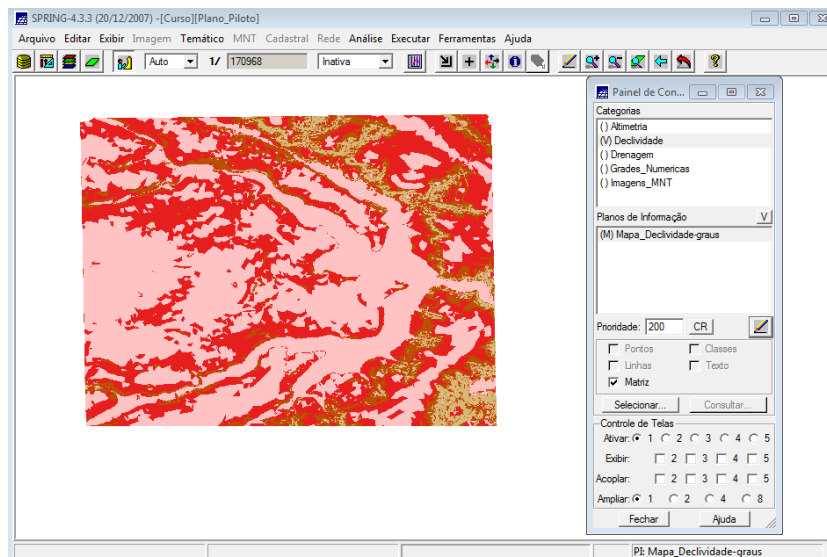 SPRING-4.3.3 (20/12/2007) -[Curso][Plano_Piloto]
Arquivo Editar Exibir Imagem Temático MNT Cadastral Rede Análise Executar Ferramentas Ajuda
Auto 1/ 170968 Inativa
Painel de Con...
Categorias
( ) Altimetria
(V) Declividade
( ) Drenagem
( ) Grades_Numericas
( ) Imagens_MNT
Planos de Informação V
(M) Mapa_Declividade-graus
Prioridade: 200 CR
Pontos Classes
Linhas Texto
Matriz
Selecionar... Consultar...
Controle de Telas
Ativar: 1 2 3 4 5
Exibir: 2 3 4 5
Acoplar: 2 3 4 5
Ampliar: 1 2 4 8
Fechar Ajuda
PI: Mapa_Declividade-graus